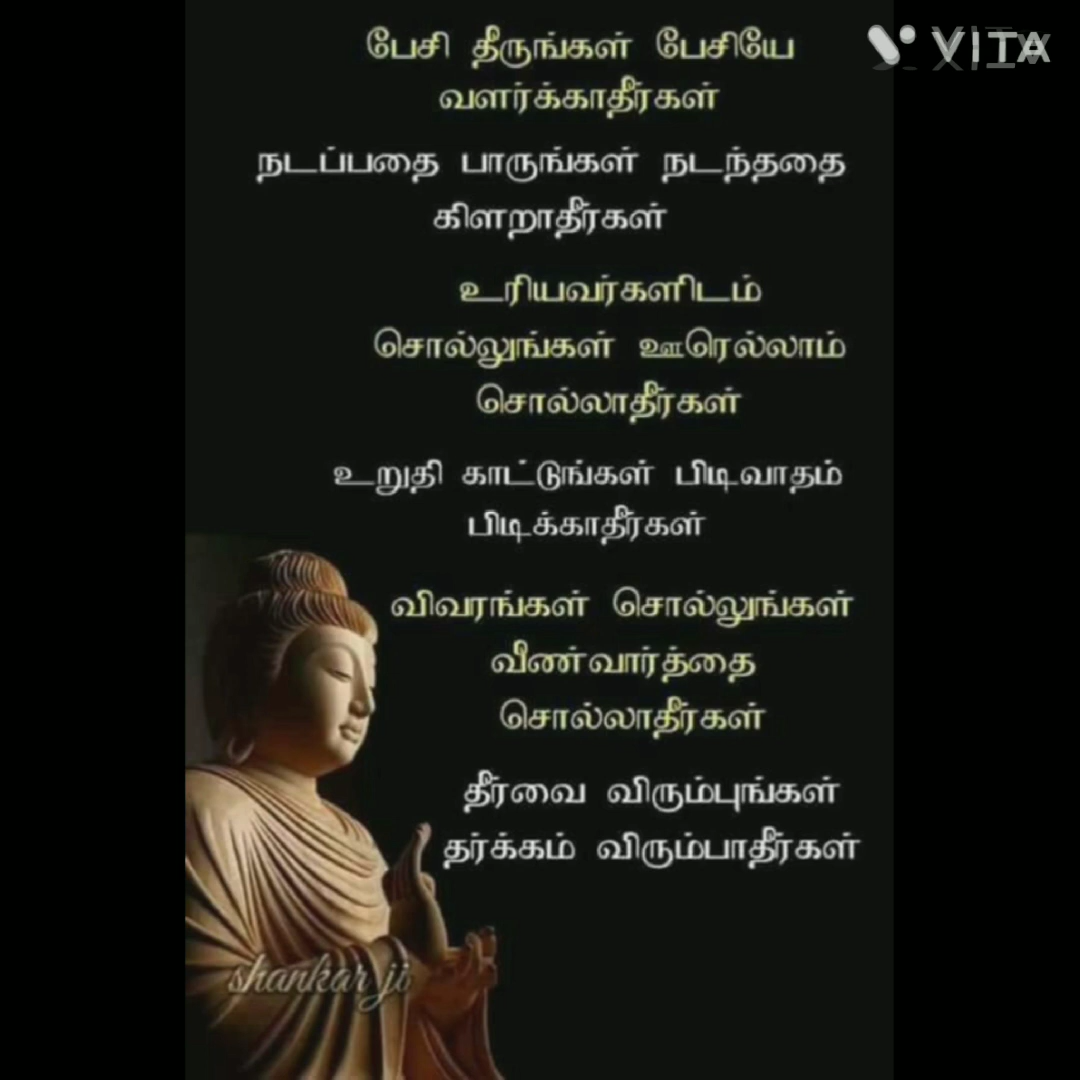 VITA
பேசி தீருங்கள் பேசியே
வளர்க்காதீர்கள்
நடப்பதை பாருங்கள் நடந்ததை
கிளறாதீர்கள்
உரியவர்களிடம்
சொல்லுங்கள் ஊரெல்லாம்
சொல்லாதீர்கள்
உறுதி காட்டுங்கள் பிடிவாதம்
பிடிக்காதீர்கள்
விவரங்கள் சொல்லுங்கள்
வீண்வார்த்தை
சொல்லாதீர்கள்
தீர்வை விரும்புங்கள்
தர்க்கம் விரும்பாதீர்கள்
shankar ji